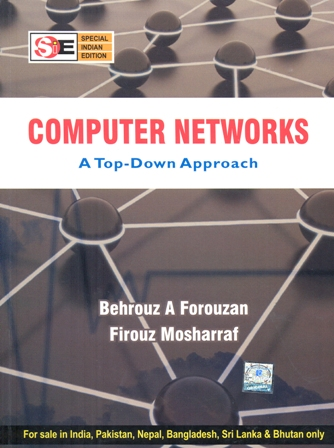 SiE
SPECIAL
INDIAN
EDITION
COMPUTER NETWORKS
A Top-Down Approach
Behrouz A Forouzan
Firouz Mosharraf
For sale in India, Pakistan, Nepal, Bangladesh, Sri Lanka & Bhutan only